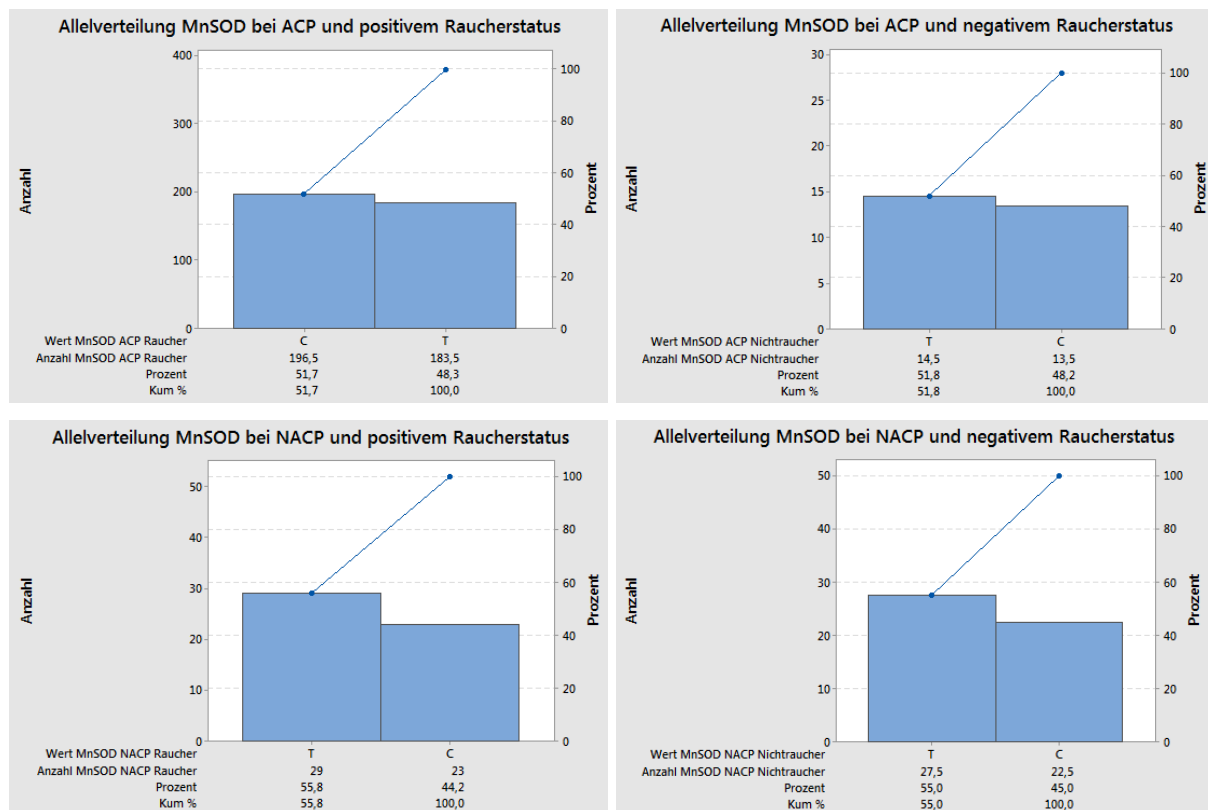 Allelverteilung MnSOD bei ACP und positivem Raucherstatus
400
300
200
100
0
Anzahl
100
80
60
40
20
0
Prozent
Wert MnSOD ACP Raucher C T
Anzahl MnSOD ACP Raucher 196,5 183,5
Prozent 51,7 48,3
Kum % 51,7 100,0
Allelverteilung MnSOD bei ACP und negativem Raucherstatus
30
25
20
15
10
5
0
Anzahl
100
80
60
40
20
0
Prozent
Wert MnSOD ACP Nichtraucher T C
Anzahl MnSOD ACP Nichtraucher 14,5 13,5
Prozent 51,8 48,2
Kum % 51,8 100,0
Allelverteilung MnSOD bei NACP und positivem Raucherstatus
50
40
30
20
10
0
Anzahl
100
80
60
40
20
0
Prozent
Wert MnSOD NACP Raucher T C
Anzahl MnSOD NACP Raucher 29 23
Prozent 55,8 44,2
Kum % 55,8 100,0
Allelverteilung MnSOD bei NACP und negativem Raucherstatus
50
40
30
20
10
0
Anzahl
100
80
60
40
20
0
Prozent
Wert MnSOD NACP Nichtraucher T C
Anzahl MnSOD NACP Nichtraucher 27,5 22,5
Prozent 55,0 45,0
Kum % 55,0 100,0